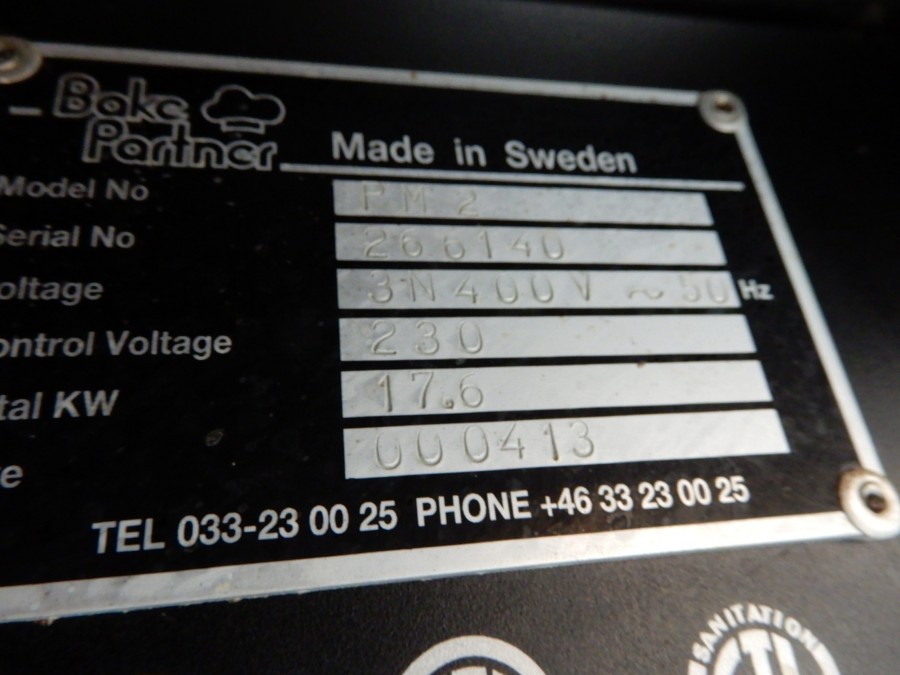 Bake
Partner
Made in Sweden
Model No PM 2
Serial No 266140
oltage 3N400V ~ 50 Hz
ontrol Voltage 230
tal KW 17.6
e 000413
TEL 033-23 00 25 PHONE +46 33 23 00 25
SANITATION